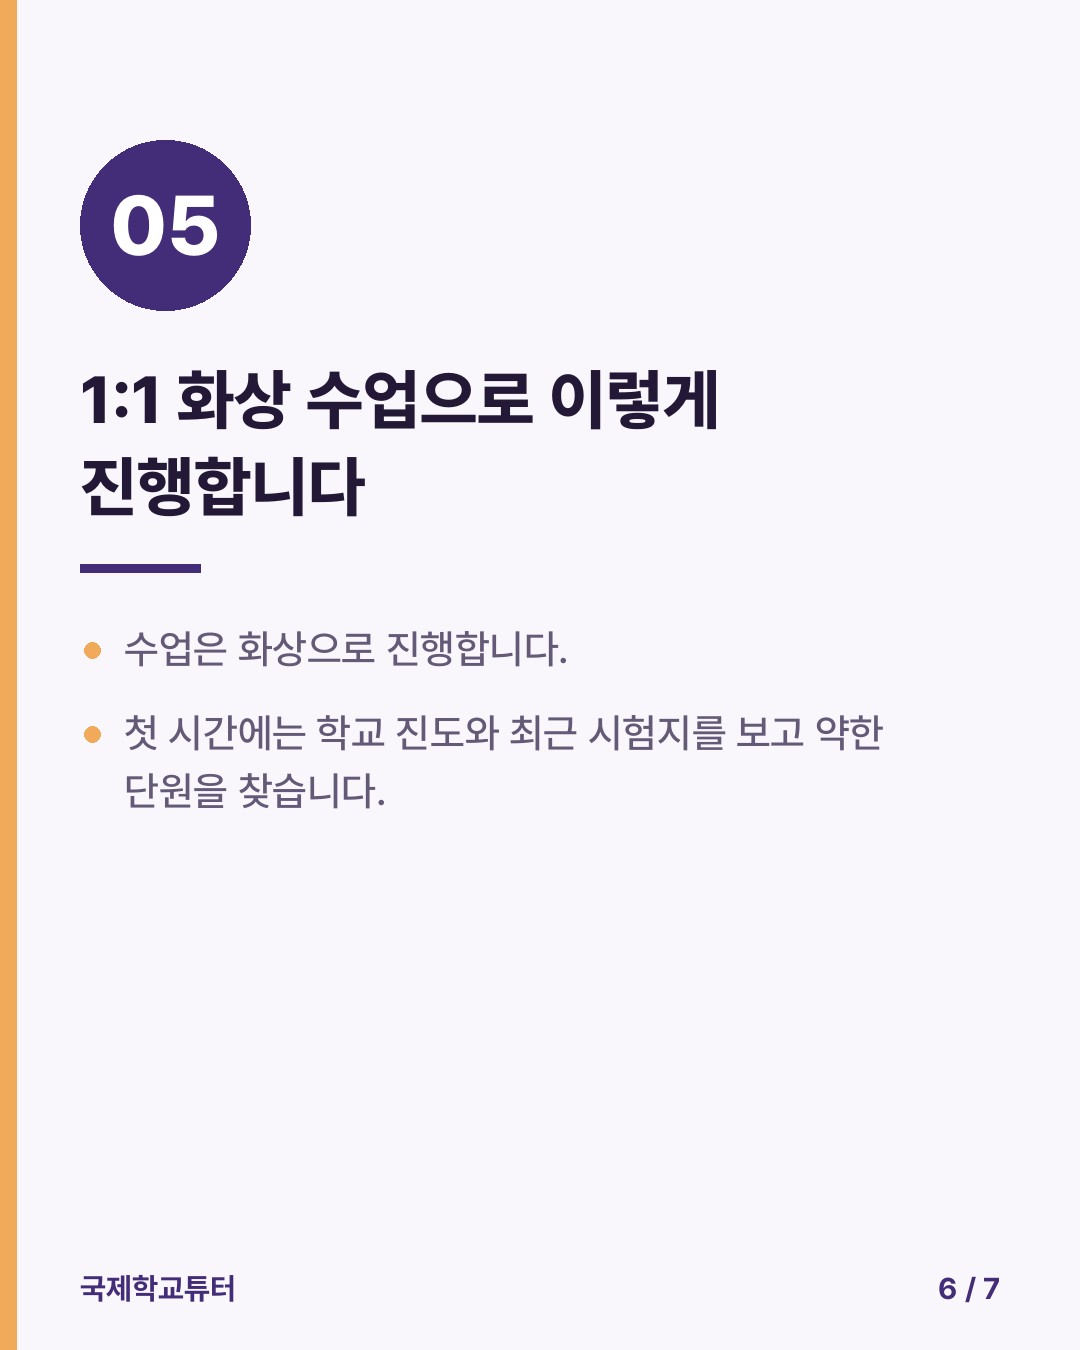 05
1:1 화상 수업으로 이렇게
진행합니다
수업은 화상으로 진행합니다.
첫 시간에는 학교 진도와 최근 시험지를 보고 약한
단원을 찾습니다.
국제학교튜터
6 / 7